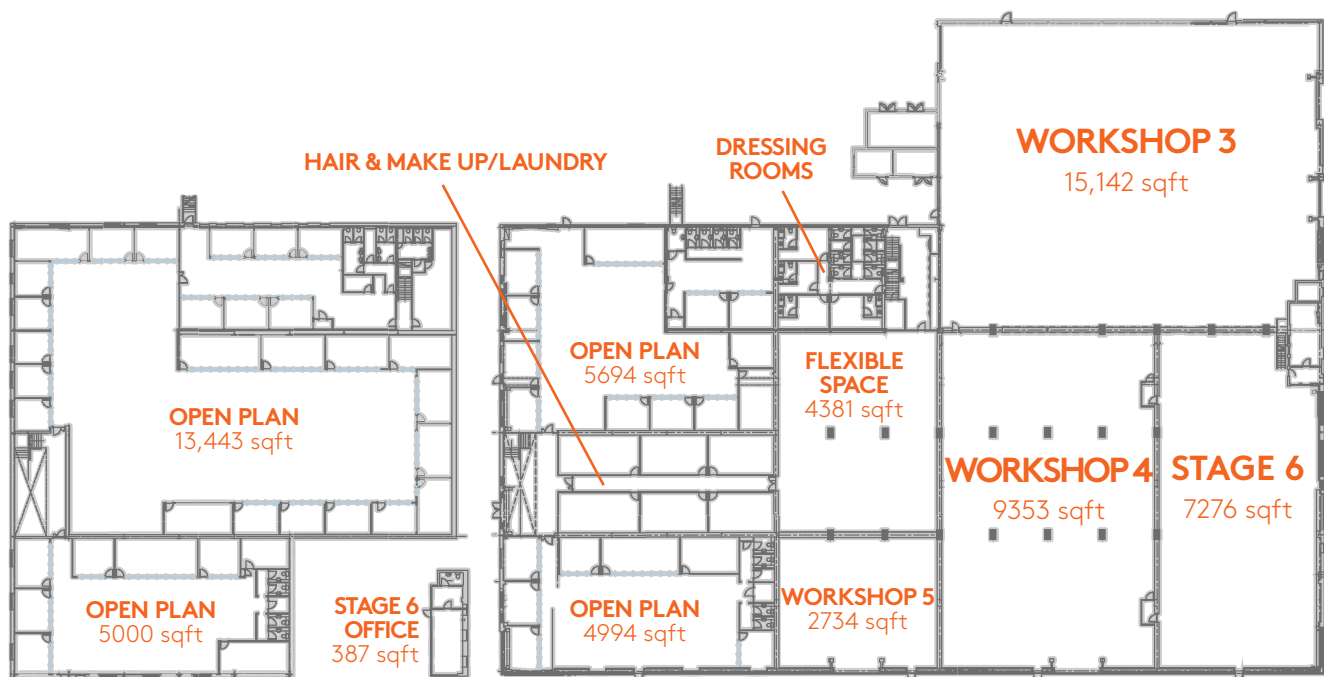 WORKSHOP 3
15,142 sqft
HAIR & MAKE UP/LAUNDRY
DRESSING
ROOMS
OPEN PLAN
13,443 sqft
OPEN PLAN
5694 sqft
FLEXIBLE
SPACE
4381 sqft
WORKSHOP 4
9353 sqft
STAGE 6
7276 sqft
OPEN PLAN
5000 sqft
STAGE 6
OFFICE
387 sqft
OPEN PLAN
4994 sqft
WORKSHOP 5
2734 sqft